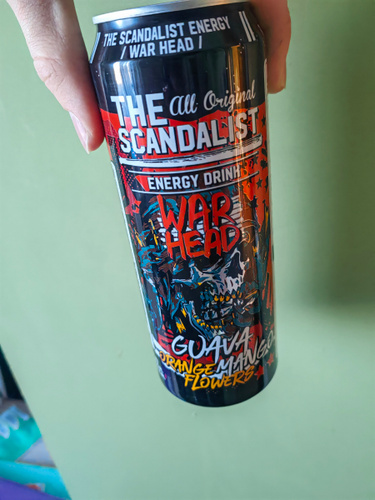 THE SCANDALIST ENERGY
/ WAR HEAD /
THE All Original
SCANDALIST
ENERGY DRINK
WAR
HEAD
GUAVA
MANGO
ORANGE
FLOWERS